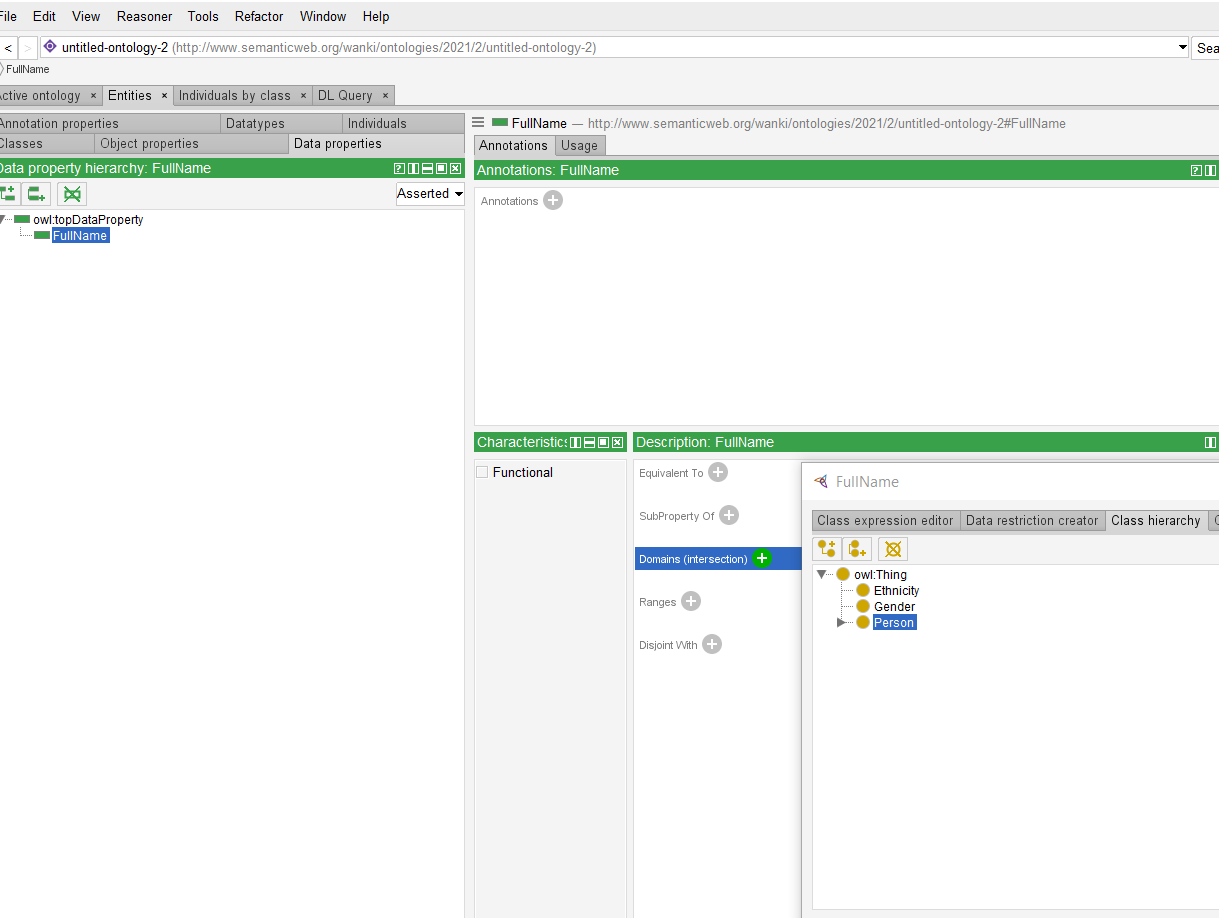 File Edit View Reasoner Tools Refactor Window Help
< > untitled-ontology-2 (http://www.semanticweb.org/wanki/ontologies/2021/2/untitled-ontology-2) Sea
FullName
ctive ontology × Entities × Individuals by class × DL Query ×
Annotation properties Datatypes Individuals
Classes Object properties Data properties
Data property hierarchy: FullName
Asserted
owl:topDataProperty
FullName
FullName — http://www.semanticweb.org/wanki/ontologies/2021/2/untitled-ontology-2#FullName
Annotations Usage
Annotations: FullName
Annotations
Characteristics
Functional
Description: FullName
Equivalent To
SubProperty Of
Domains (intersection)
Ranges
Disjoint With
FullName
Class expression editor Data restriction creator Class hierarchy
owl:Thing
Ethnicity
Gender
Person